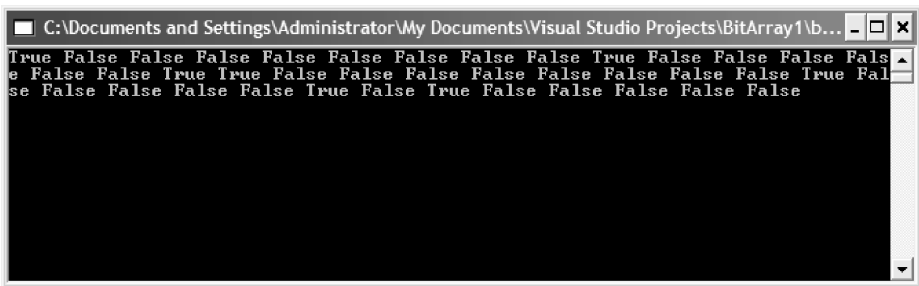 C:\Documents and Settings\Administrator\My Documents\Visual Studio Projects\BitArray1\b...
True False False False False False False False False True False False False Fals
e False False True True False False False False False False False False True Fal
se False False False False True False True False False False False False